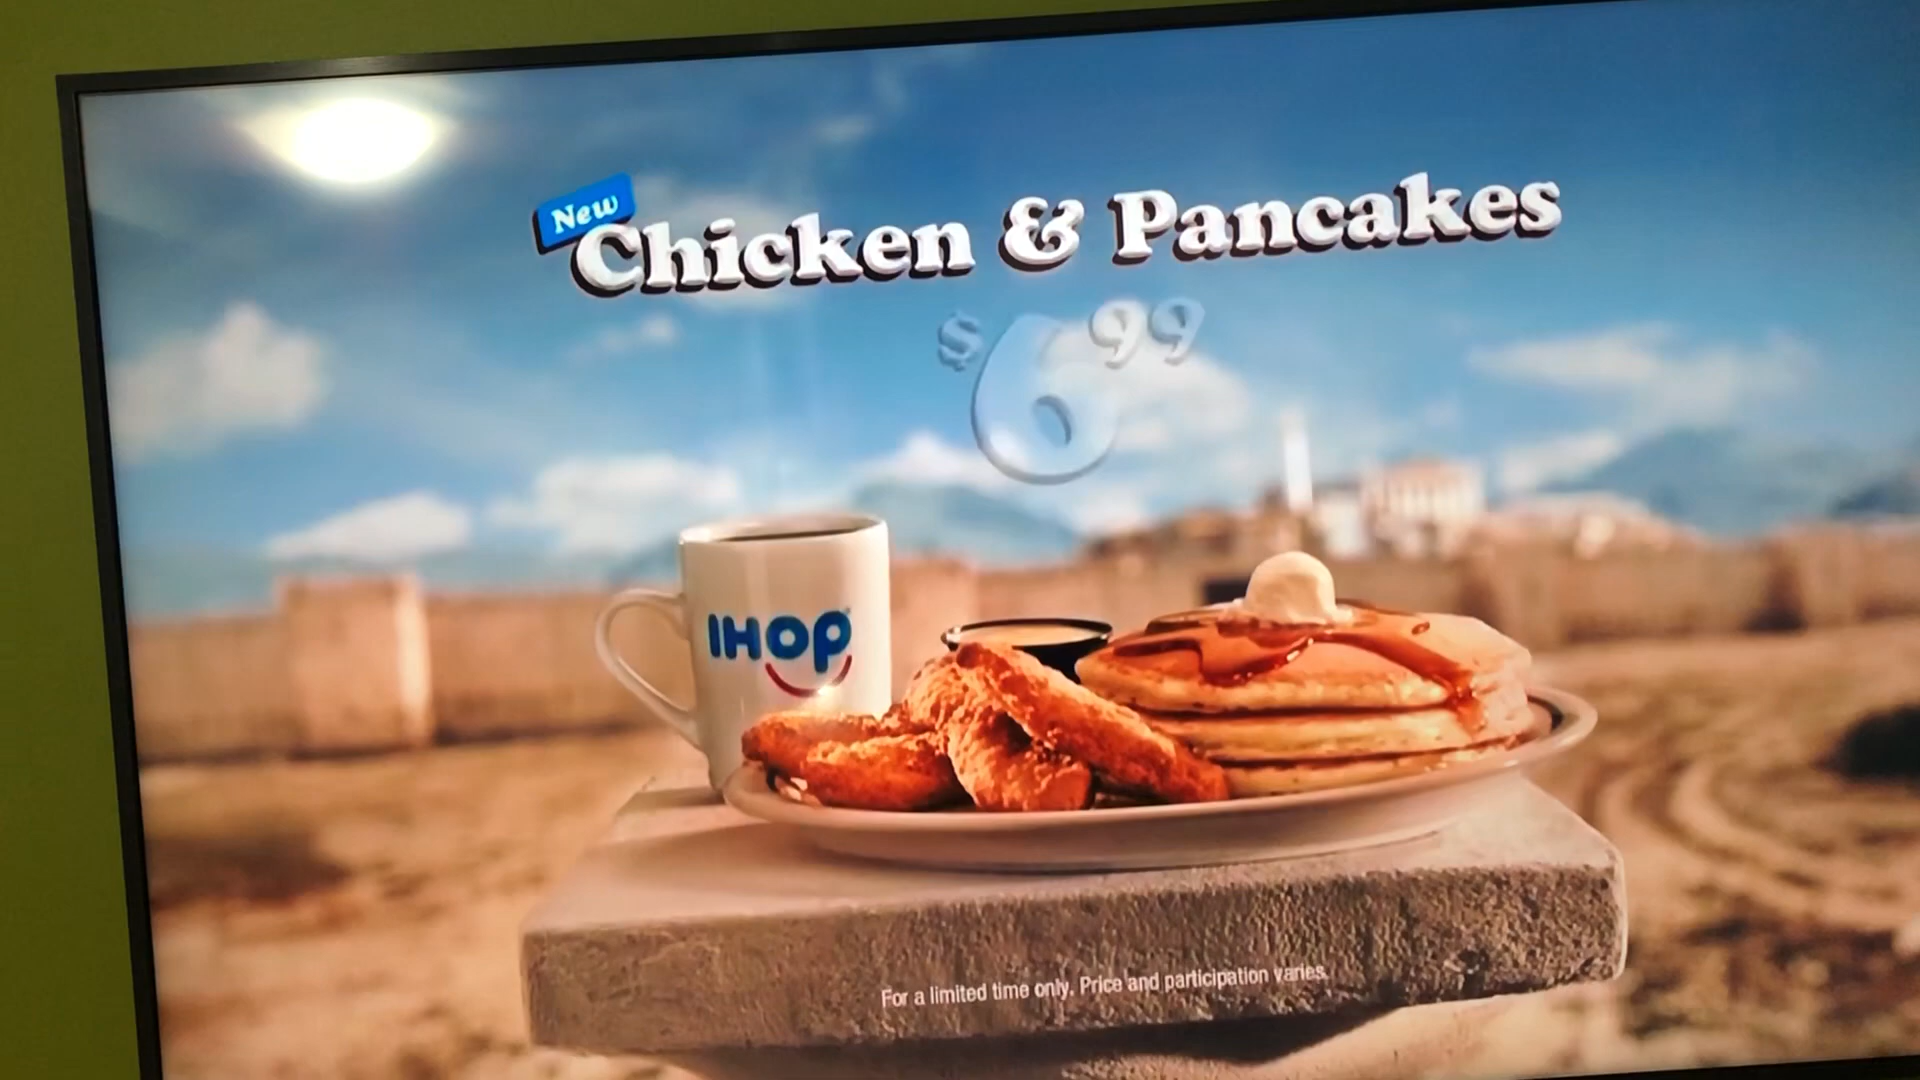 New
Chicken & Pancakes
$6.99
IHOP
For a limited time only. Price and participation varies.